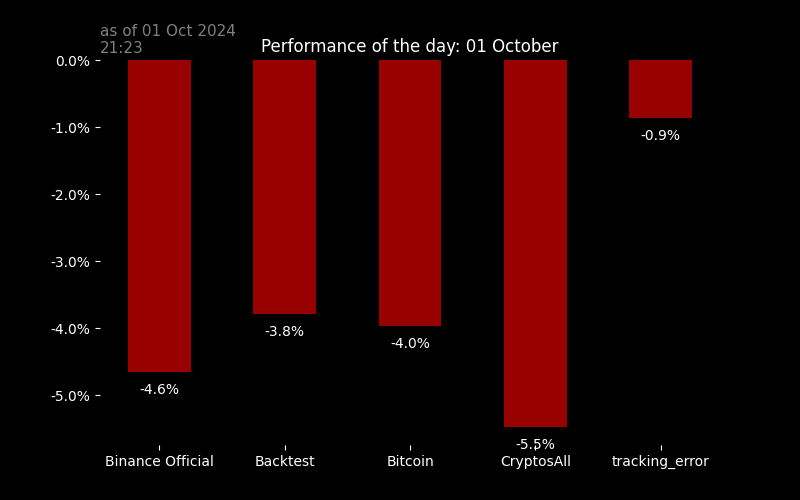 as of 01 Oct 2024
21:23
Performance of the day: 01 October
0.0%
-1.0%
-2.0%
-3.0%
-4.0%
-5.0%
-4.6%
-3.8%
-4.0%
-5.5%
-0.9%
Binance Official
Backtest
Bitcoin
CryptosAll
tracking_error